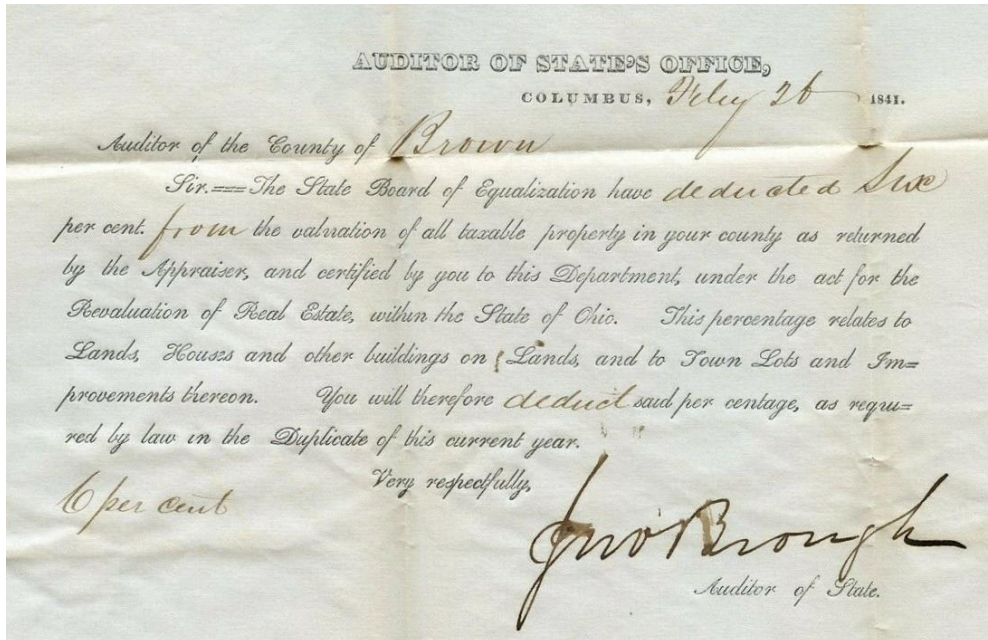 AUDITOR OF STATE'S OFFICE,
COLUMBUS, Feby 26 1841.
Auditor of the County of Brown
Sir.==The State Board of Equalization have deducted Six
per cent. from the valuation of all taxable property in your county as returned
by the Appraiser, and certified by you to this Department, under the act for the
Revaluation of Real Estate, within the State of Ohio. This percentage relates to
Lands, Houses and other buildings on Lands, and to Town Lots and Im=
provements thereon. You will therefore deduct said per centage, as requi=
red by law in the Duplicate of this current year.
Very respectfully,
6 per cent
Jno Brough
Auditor of State.